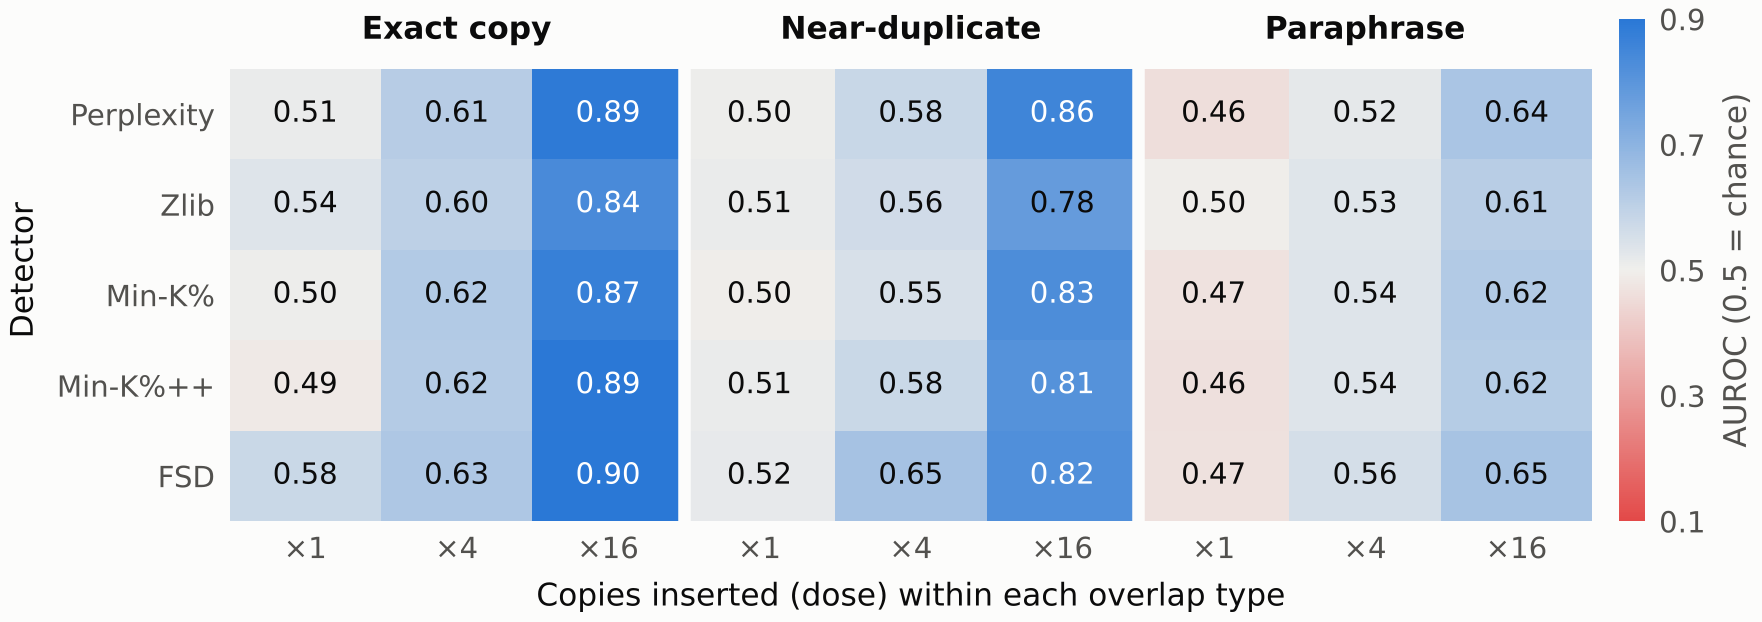 Exact copy Near-duplicate Paraphrase
Perplexity 0.51 0.61 0.89 0.50 0.58 0.86 0.46 0.52 0.64
Zlib 0.54 0.60 0.84 0.51 0.56 0.78 0.50 0.53 0.61
Min-K% 0.50 0.62 0.87 0.50 0.55 0.83 0.47 0.54 0.62
Min-K%++ 0.49 0.62 0.89 0.51 0.58 0.81 0.46 0.54 0.62
FSD 0.58 0.63 0.90 0.52 0.65 0.82 0.47 0.56 0.65
×1 ×4 ×16 ×1 ×4 ×16 ×1 ×4 ×16
Copies inserted (dose) within each overlap type
Detector
0.9
0.7
0.5
0.3
0.1
AUROC (0.5 = chance)